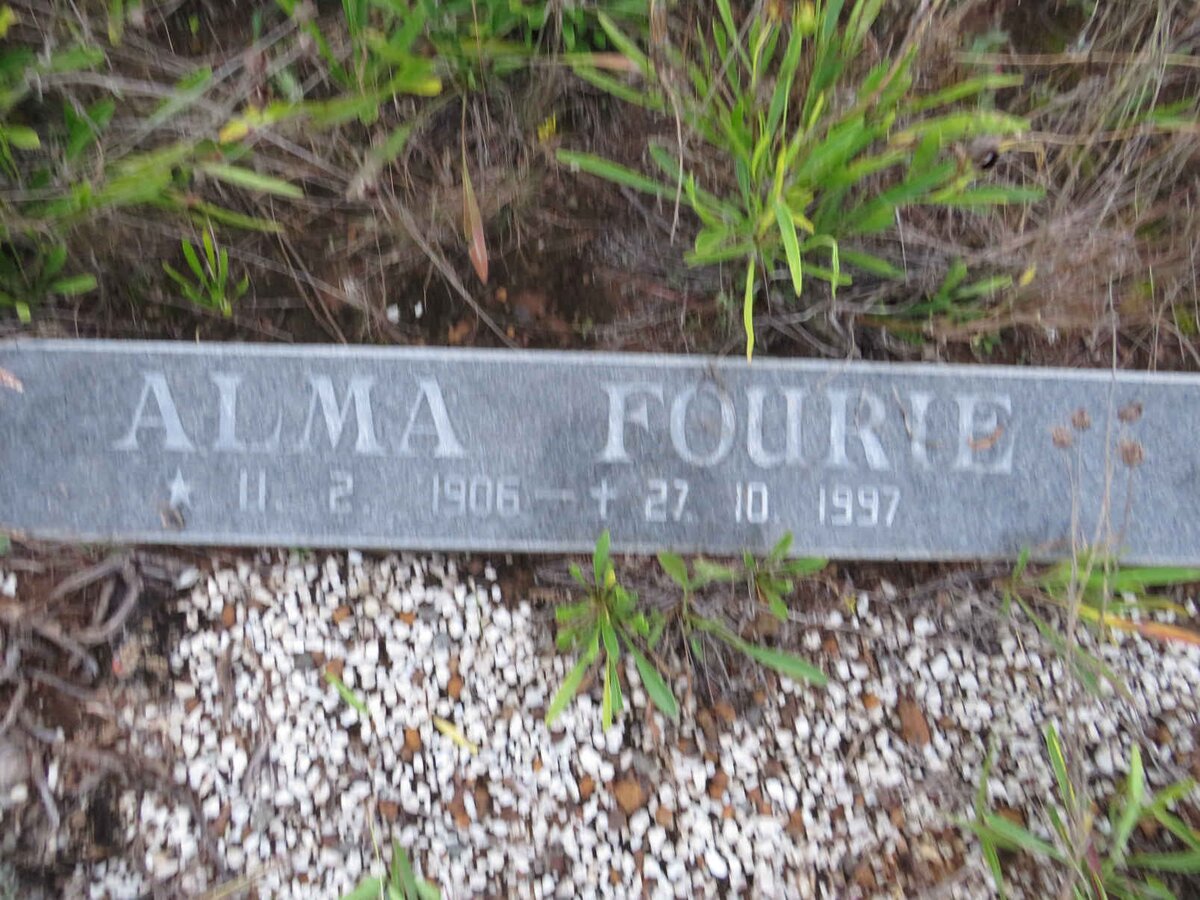 ALMA FOURIE
★ 11. 2. 1906 — † 27. 10. 1997